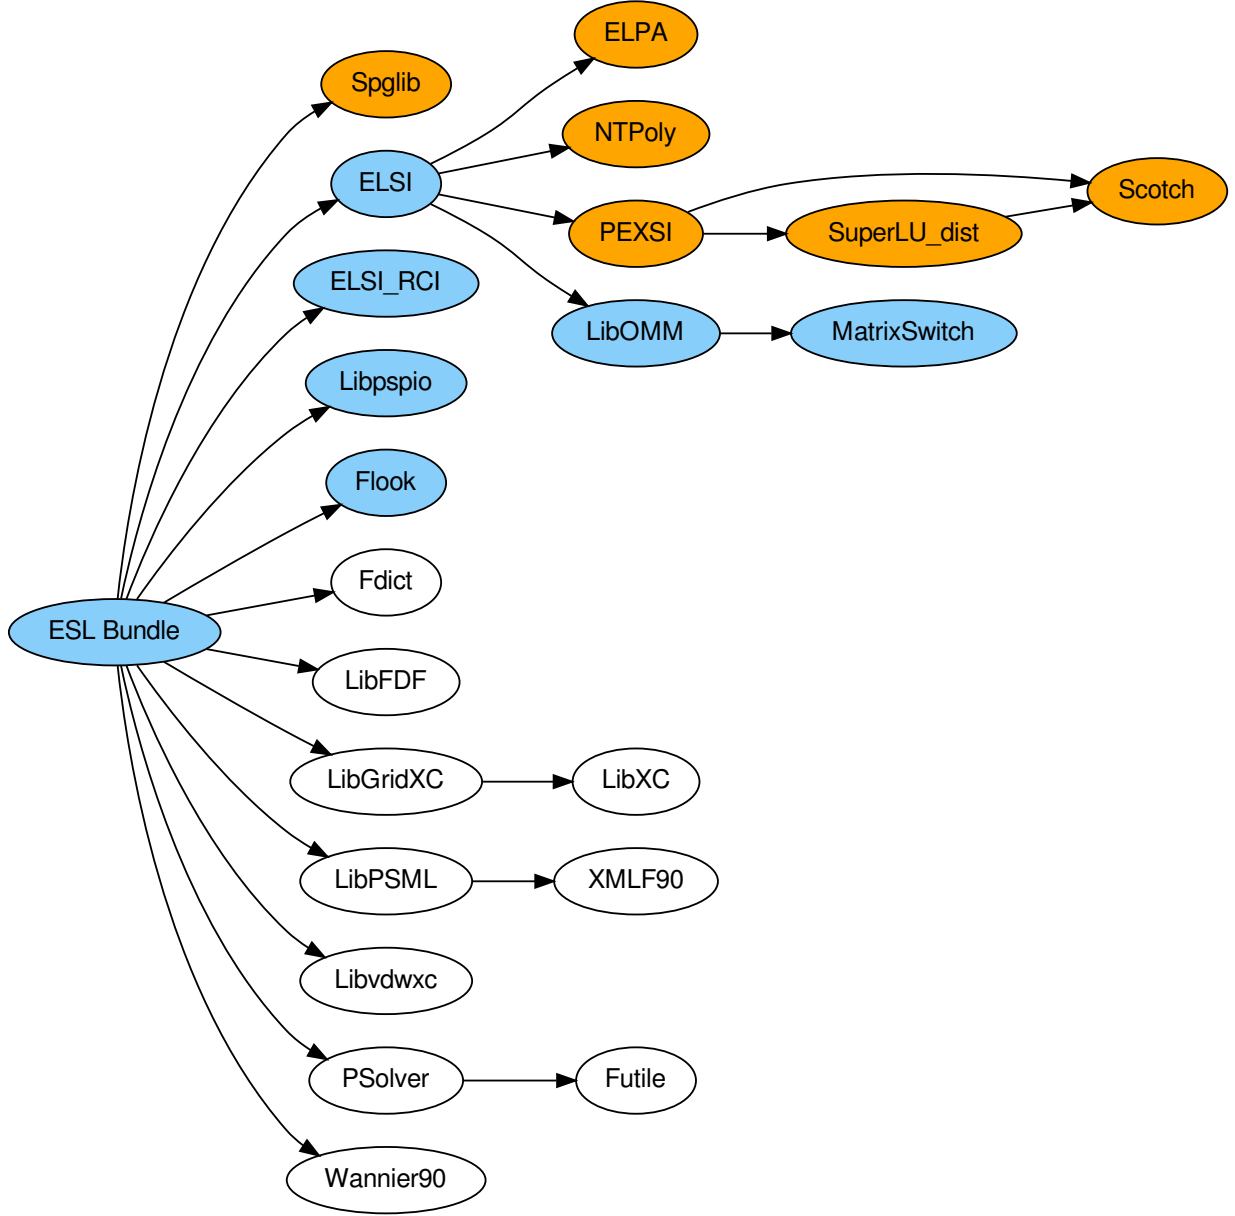 ELPA
Spglib
NTPoly
ELSI
Scotch
PEXSI
SuperLU_dist
ELSI_RCI
LibOMM
MatrixSwitch
Libpspio
Flook
Fdict
ESL Bundle
LibFDF
LibGridXC
LibXC
LibPSML
XMLF90
Libvdwxc
PSolver
Futile
Wannier90